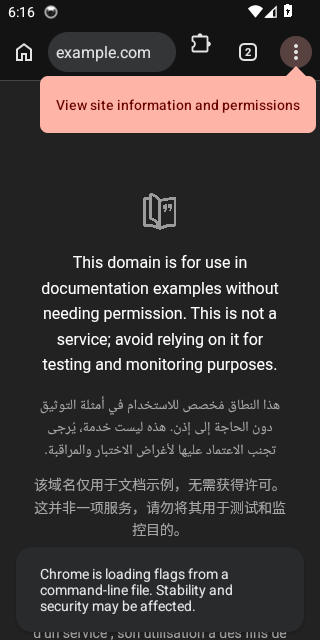 6:16
example.com
2
View site information and permissions
This domain is for use in
documentation examples without
needing permission. This is not a
service; avoid relying on it for
testing and monitoring purposes.
هذا النطاق مُخصص للاستخدام في أمثلة التوثيق
دون الحاجة إلى إذن. هذه ليست خدمة، يُرجى
تجنب الاعتماد عليها لأغراض الاختبار والمراقبة.
该域名仅用于文档示例，无需获得许可。
这并非一项服务，请勿将其用于测试和监
控目的。
Chrome is loading flags from a
command-line file. Stability and
security may be affected.
d'un service ; son utilisation à des fins de